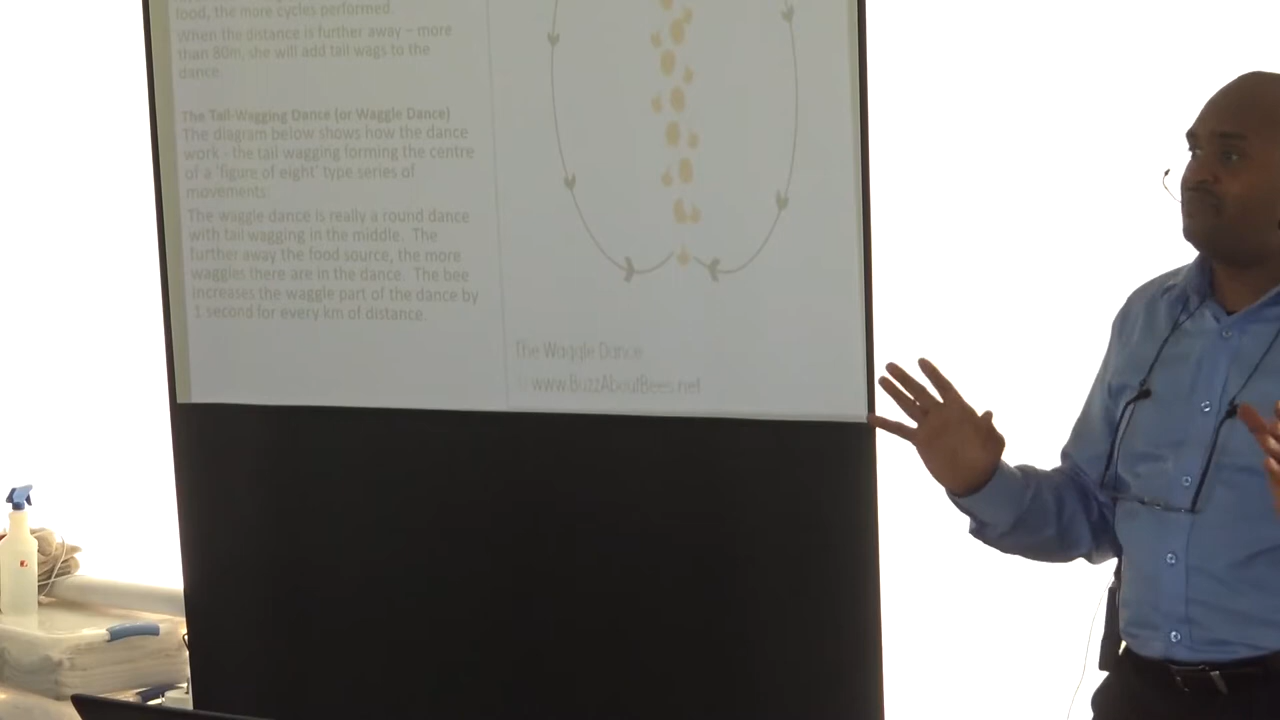 food, the more cycles performed.
When the distance is further away – more
than 80m, she will add tail wags to the
dance.
The Tail-Wagging Dance (or Waggle Dance)
The diagram below shows how the dance
work - the tail wagging forming the centre
of a 'figure of eight' type series of
movements:
The waggle dance is really a round dance
with tail wagging in the middle. The
further away the food source, the more
waggles there are in the dance. The bee
increases the waggle part of the dance by
1 second for every km of distance.
The Waggle Dance
© www.BuzzAboutBees.net